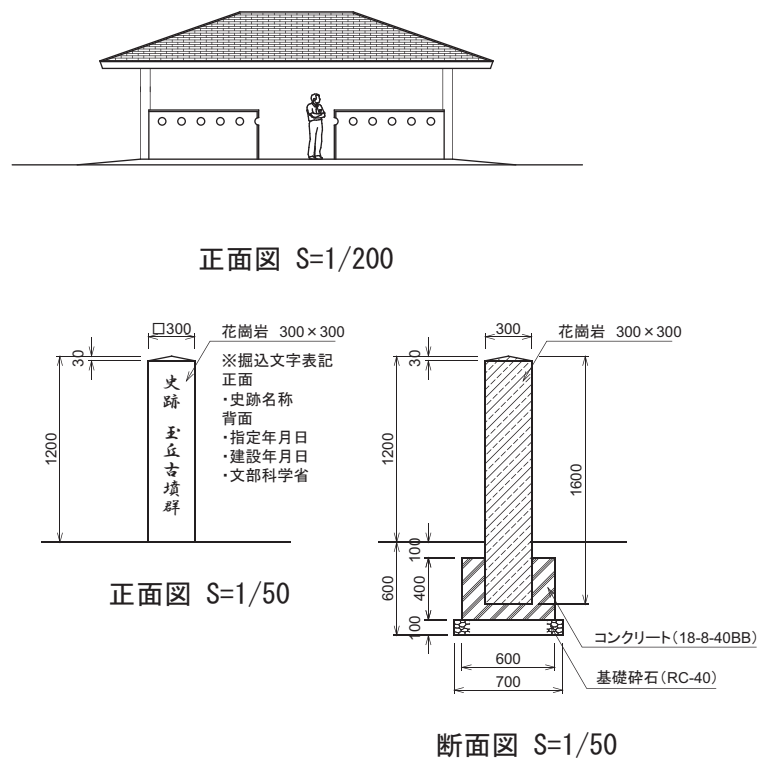 正面図 S=1/200
□300
花崗岩 300×300
30
1200
※掘込文字表記
正面
・史跡名称
背面
・指定年月日
・建設年月日
・文部科学省
史跡 玉丘古墳群
正面図 S=1/50
300
花崗岩 300×300
30
1200
1600
100
600
400
100
コンクリート(18-8-40BB)
600
基礎砕石(RC-40)
700
断面図 S=1/50